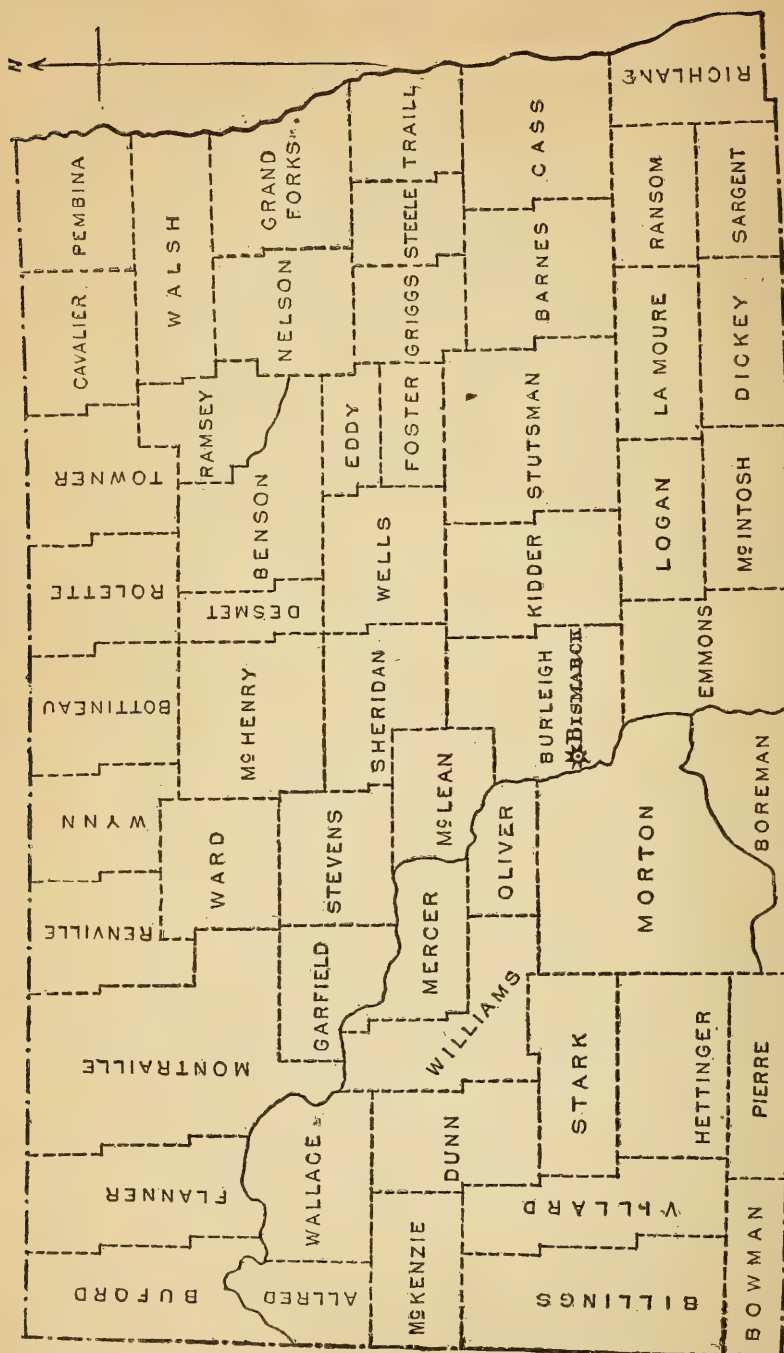 N
PEMBINA
CAVALIER
WALSH
GRAND
FORKS.
NELSON
RAMSEY
TOWNER
ROLETTE
BOTTINEAU
WYNN
RENVILLE
MONTRAILLE
FLANNER
BUFORD
TRAILL
STEELE
GRIGGS
EDDY
FOSTER
BENSON
DESMET
WELLS
McHENRY
SHERIDAN
WARD
STEVENS
GARFIELD
McLEAN
MERCER
OLIVER
WILLIAMS
WALLACE
ALLRED
McKENZIE
DUNN
CASS
BARNES
STUTSMAN
KIDDER
BURLEIGH
BISMARCK
RICHLANE
RANSOM
SARGENT
LA MOURE
DICKEY
LOGAN
McINTOSH
EMMONS
MORTON
BOREMAN
STARK
HETTINGER
PIERRE
VILLARD
BILLINGS
BOWMAN